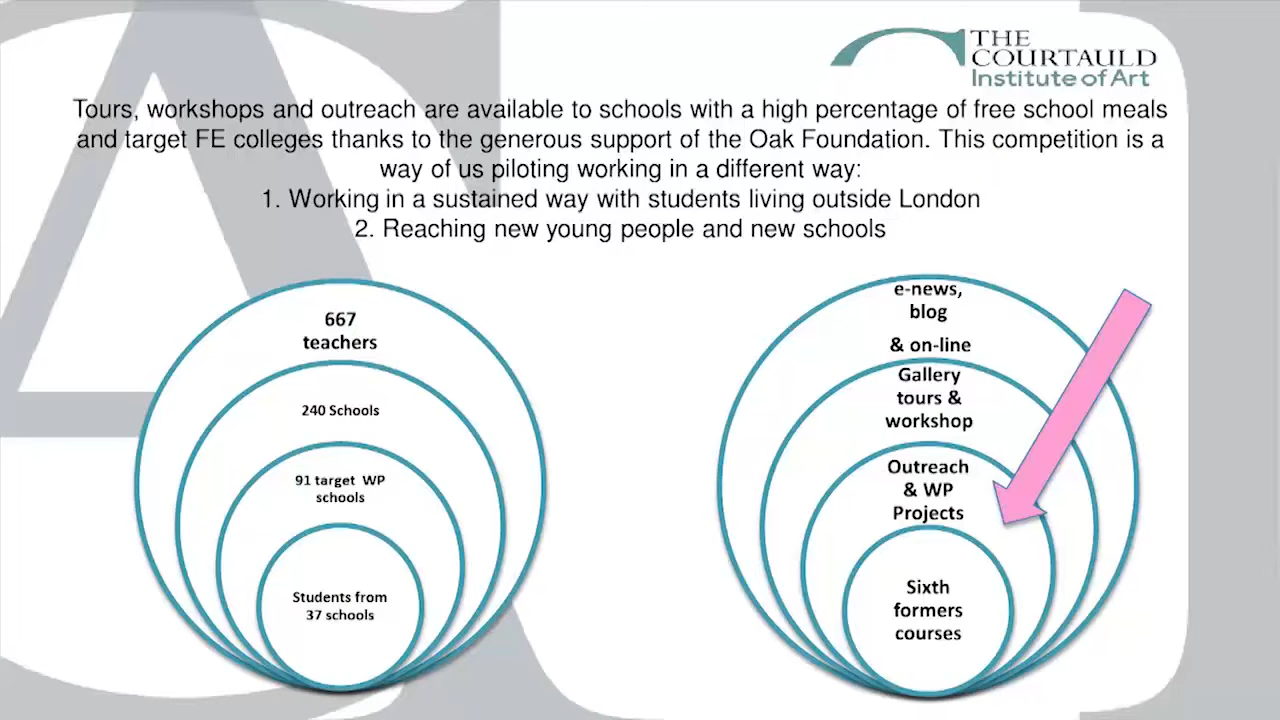 THE
COURTAULD
Institute of Art
Tours, workshops and outreach are available to schools with a high percentage of free school meals
and target FE colleges thanks to the generous support of the Oak Foundation. This competition is a
way of us piloting working in a different way:
1. Working in a sustained way with students living outside London
2. Reaching new young people and new schools
667
teachers
240 Schools
91 target WP
schools
Students from
37 schools
e-news,
blog
& on-line
Gallery
tours &
workshop
Outreach
& WP
Projects
Sixth
formers
courses